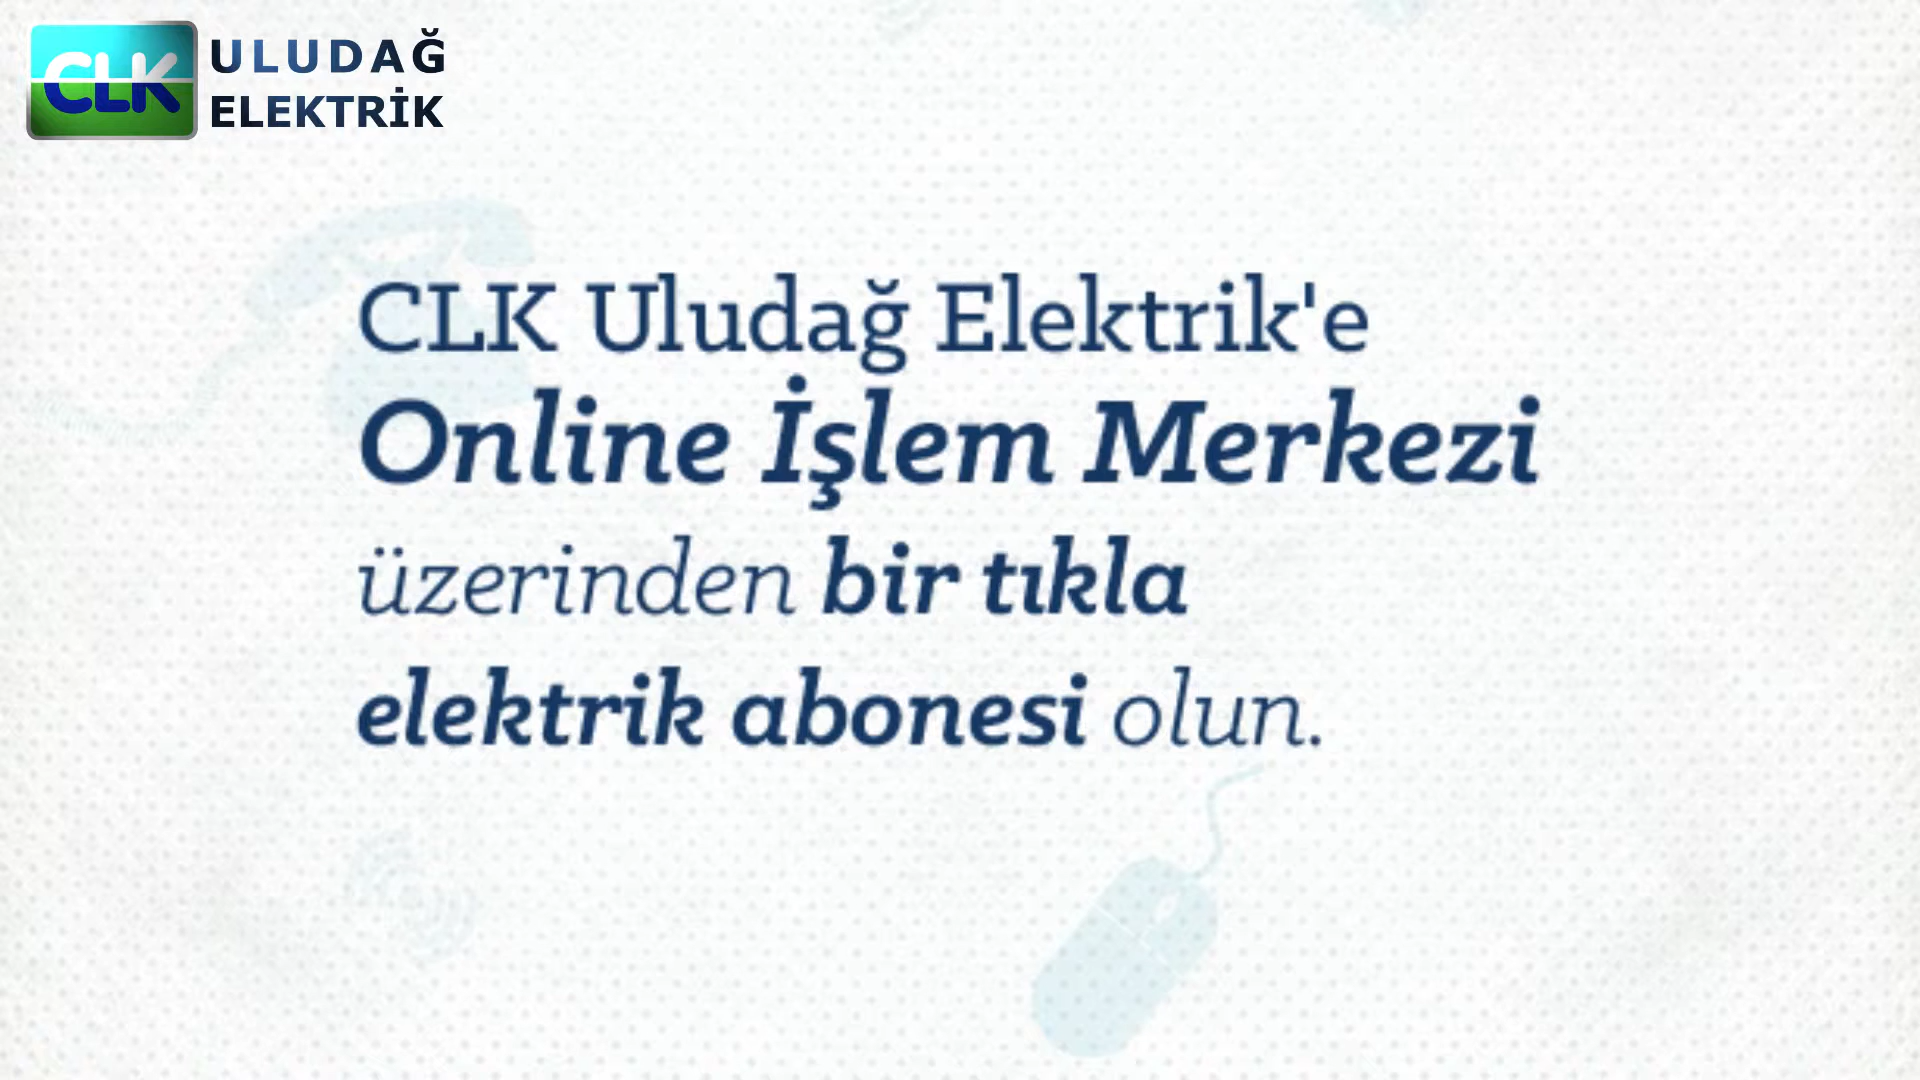 CLK ULUDAĞ
ELEKTRİK
CLK Uludağ Elektrik'e
Online İşlem Merkezi
üzerinden bir tıkla
elektrik abonesi olun.